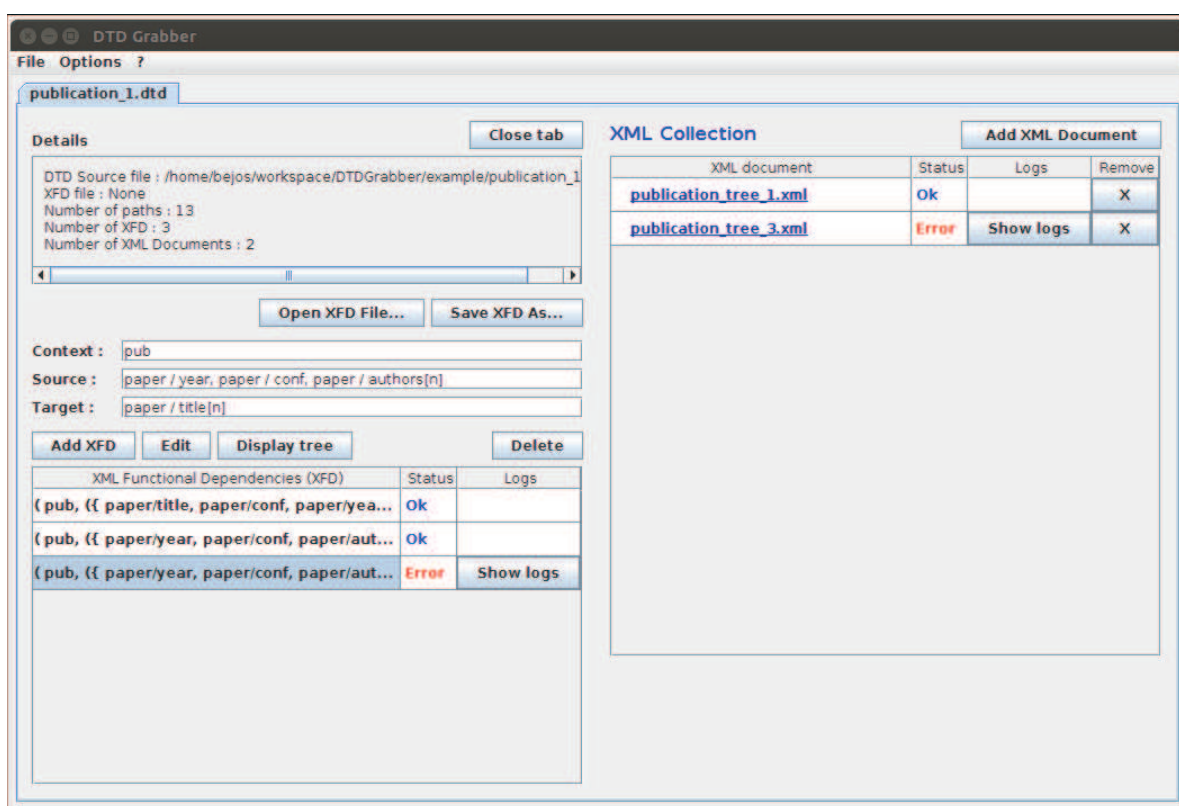 DTD Grabber
File Options ?
publication_1.dtd
Details
Close tab
DTD Source file : /home/bejos/workspace/DTDGrabber/example/publication_1
XFD file : None
Number of paths : 13
Number of XFD : 3
Number of XML Documents : 2
Open XFD File...
Save XFD As...
Context :
pub
Source :
paper / year, paper / conf, paper / authors[n]
Target :
paper / title[n]
Add XFD
Edit
Display tree
Delete
XML Functional Dependencies (XFD) Status Logs
( pub, ({ paper/title, paper/conf, paper/yea... Ok
( pub, ({ paper/year, paper/conf, paper/aut... Ok
( pub, ({ paper/year, paper/conf, paper/aut... Error Show logs
XML Collection
Add XML Document
XML document Status Logs Remove
publication_tree_1.xml Ok X
publication_tree_3.xml Error Show logs X